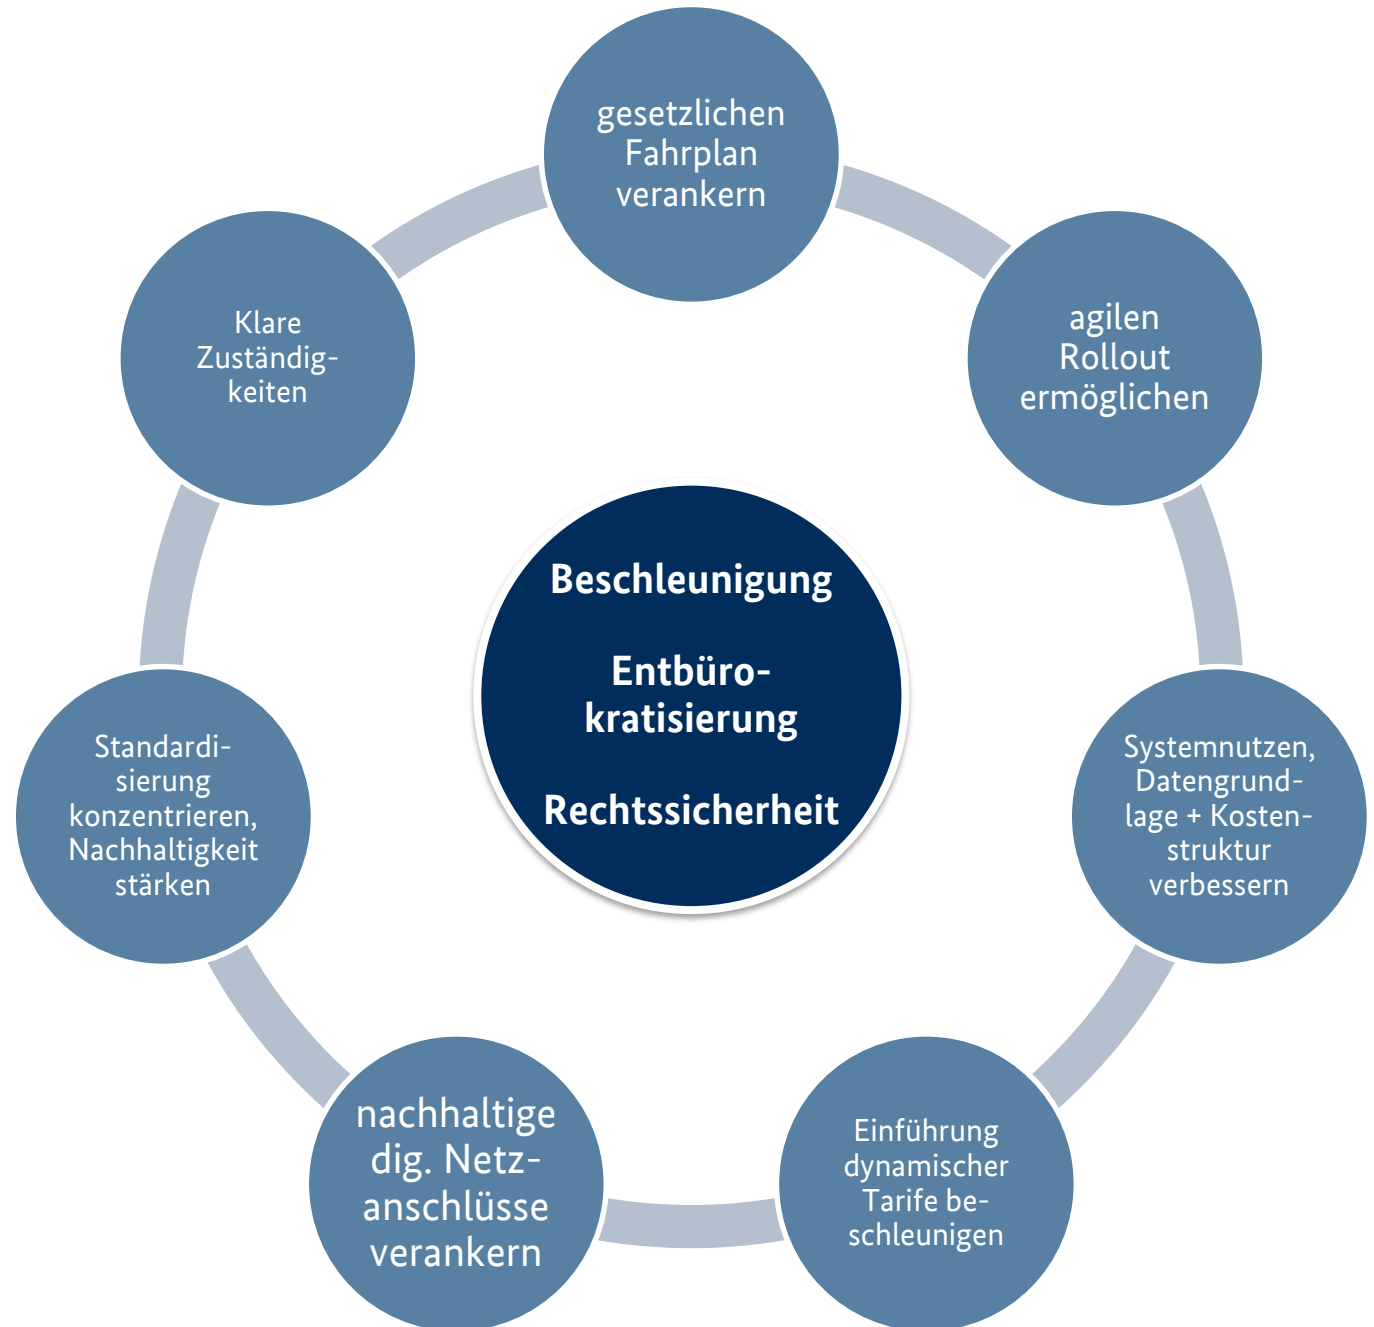 gesetzlichen
Fahrplan
verankern
agilen
Rollout
ermöglichen
Systemnutzen,
Datengrund-
lage + Kosten-
struktur
verbessern
Einführung
dynamischer
Tarife be-
schleunigen
nachhaltige
dig. Netz-
anschlüsse
verankern
Standardi-
sierung
konzentrieren,
Nachhaltigkeit
stärken
Klare
Zuständig-
keiten
Beschleunigung
Entbüro-
kratisierung
Rechtssicherheit